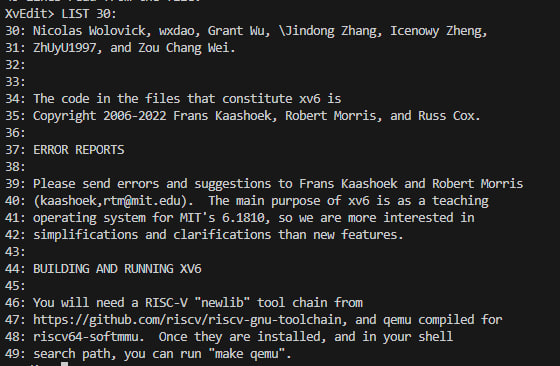 XvEdit> LIST 30:
30: Nicolas Wolovick, wxdao, Grant Wu, \Jindong Zhang, Icenowy Zheng,
31: ZhUyU1997, and Zou Chang Wei.
32:
33:
34: The code in the files that constitute xv6 is
35: Copyright 2006-2022 Frans Kaashoek, Robert Morris, and Russ Cox.
36:
37: ERROR REPORTS
38:
39: Please send errors and suggestions to Frans Kaashoek and Robert Morris
40: (kaashoek,rtm@mit.edu).  The main purpose of xv6 is as a teaching
41: operating system for MIT's 6.1810, so we are more interested in
42: simplifications and clarifications than new features.
43:
44: BUILDING AND RUNNING XV6
45:
46: You will need a RISC-V "newlib" tool chain from
47: https://github.com/riscv/riscv-gnu-toolchain, and qemu compiled for
48: riscv64-softmmu.  Once they are installed, and in your shell
49: search path, you can run "make qemu".